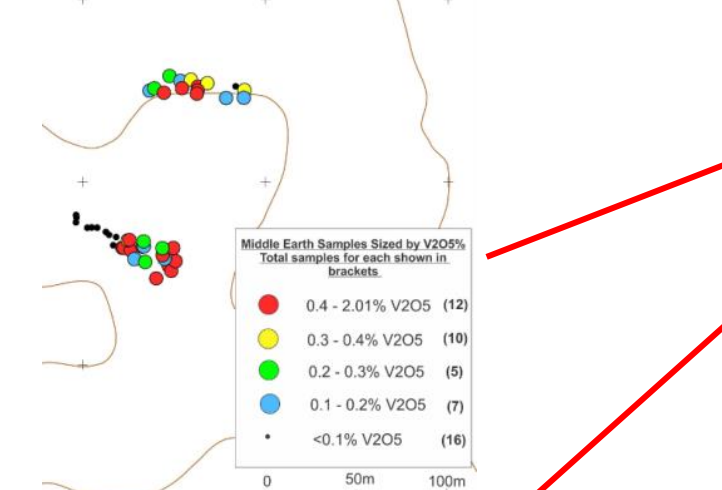 Middle Earth Samples Sized by V2O5%
Total samples for each shown in
brackets
0.4 - 2.01% V2O5 (12)
0.3 - 0.4% V2O5 (10)
0.2 - 0.3% V2O5 (5)
0.1 - 0.2% V2O5 (7)
<0.1% V2O5 (16)
0 50m 100m